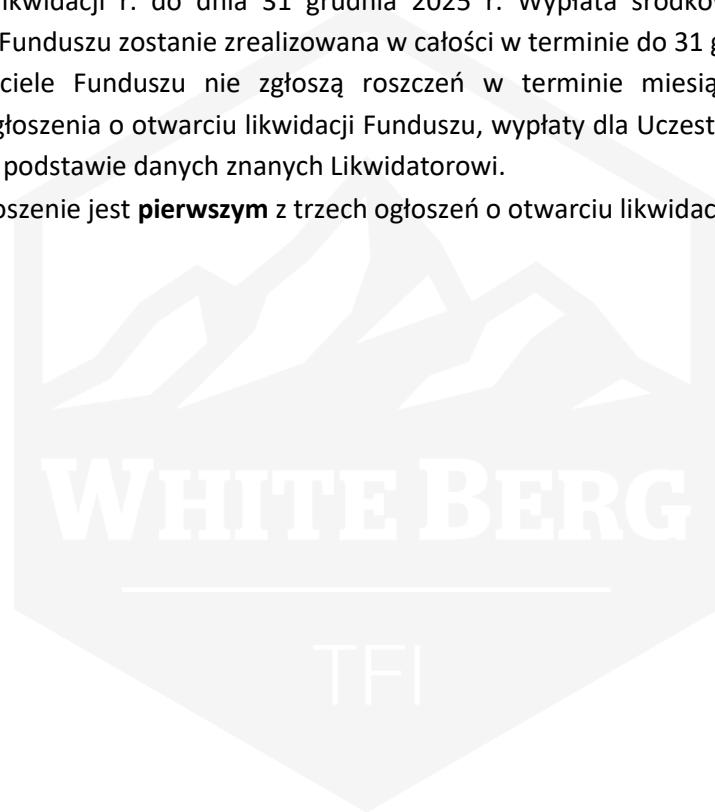 likwidacji r. do dnia 31 grudnia 2025 r. Wypłata środków
Funduszu zostanie zrealizowana w całości w terminie do 31 g
ciele Funduszu nie zgłoszą roszczeń w terminie miesią
głoszenia o otwarciu likwidacji Funduszu, wypłaty dla Uczest
podstawie danych znanych Likwidatorowi.
oszenie jest pierwszym z trzech ogłoszeń o otwarciu likwidac
WHITE BERG
TFI